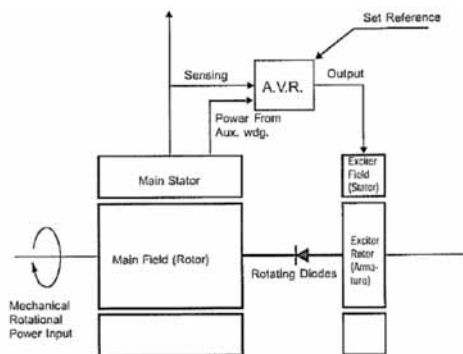 Set Reference
Sensing
A.V.R.
Output
Power From
Aux. wdg.
Main Stator
Exciter
Field
(Stator)
Main Field (Rotor)
Rotating Diodes
Exciter
Rotor
(Arma-
ture)
Mechanical
Rotational
Power Input